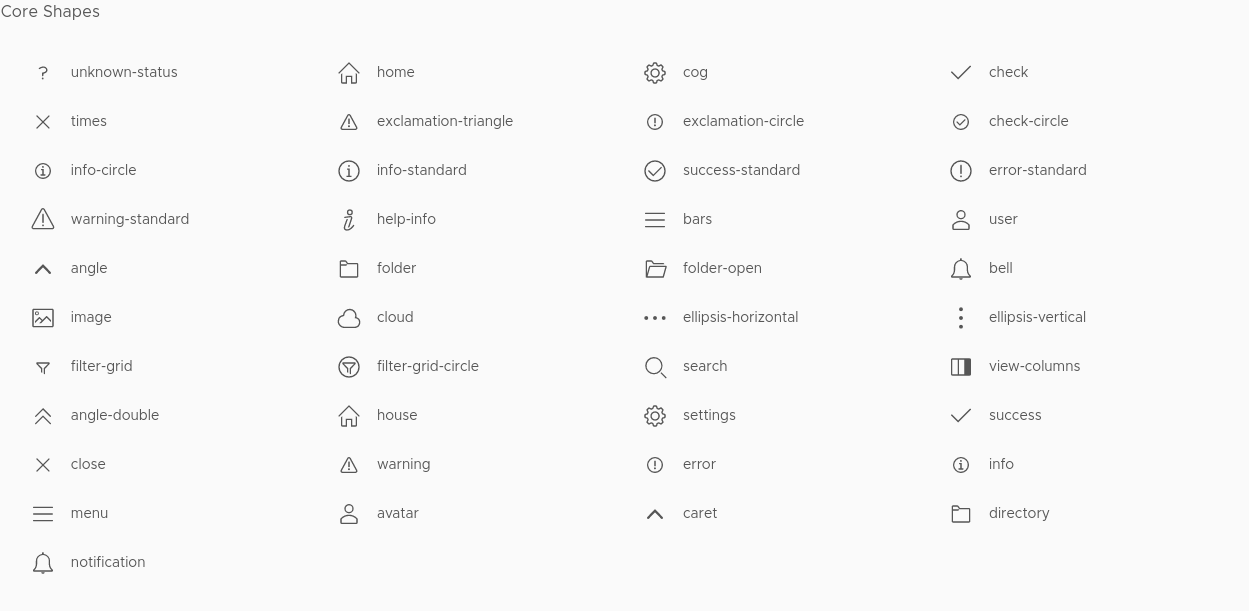 Core Shapes
unknown-status home cog check
times exclamation-triangle exclamation-circle check-circle
info-circle info-standard success-standard error-standard
warning-standard help-info bars user
angle folder folder-open bell
image cloud ellipsis-horizontal ellipsis-vertical
filter-grid filter-grid-circle search view-columns
angle-double house settings success
close warning error info
menu avatar caret directory
notification